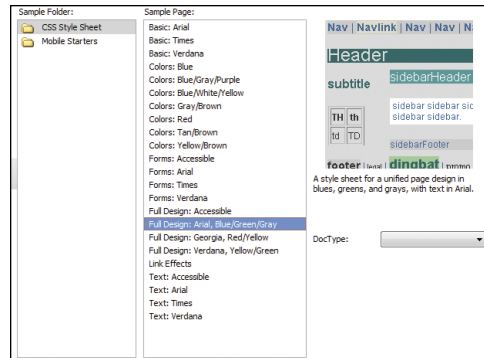 Sample Folder:
CSS Style Sheet
Mobile Starters
Sample Page:
Basic: Arial
Basic: Times
Basic: Verdana
Colors: Blue
Colors: Blue/Gray/Purple
Colors: Blue/White/Yellow
Colors: Gray/Brown
Colors: Red
Colors: Tan/Brown
Colors: Yellow/Brown
Forms: Accessible
Forms: Arial
Forms: Times
Forms: Verdana
Full Design: Accessible
Full Design: Arial, Blue/Green/Gray
Full Design: Georgia, Red/Yellow
Full Design: Verdana, Yellow/Green
Link Effects
Text: Accessible
Text: Arial
Text: Times
Text: Verdana
Nav | Navlink | Nav | Nav | N
Header
subtitle
sidebarHeader
sidebar sidebar sid
sidebar sidebar.
TH th
td TD
sidebarFooter
footer | legal | dingbat |
A style sheet for a unified page design in
blues, greens, and grays, with text in Arial.
DocType: